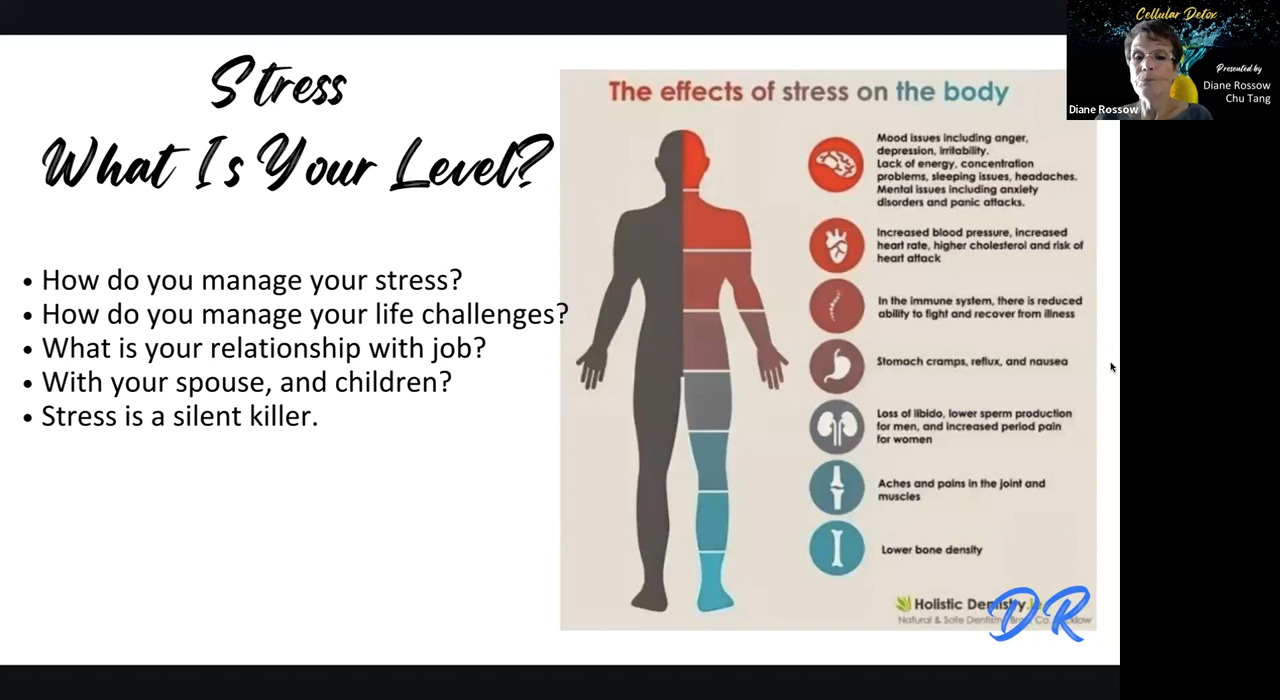 Stress
What Is Your Level?
• How do you manage your stress?
• How do you manage your life challenges?
• What is your relationship with job?
• With your spouse, and children?
• Stress is a silent killer.
The effects of stress on the body
Mood issues including anger,
depression, irritability.
Lack of energy, concentration
problems, sleeping issues, headaches.
Mental issues including anxiety
disorders and panic attacks.
Increased blood pressure, increased
heart rate, higher cholesterol and risk of
heart attack
In the immune system, there is reduced
ability to fight and recover from illness
Stomach cramps, reflux, and nausea
Loss of libido, lower sperm production
for men, and increased period pain
for women
Aches and pains in the joint and
muscles
Lower bone density
Holistic Dentistry
Natural & Safe Dentistry Co.
DR
Cellular Detox
Presented by
Diane Rossow
Chu Tang
Diane Rossow